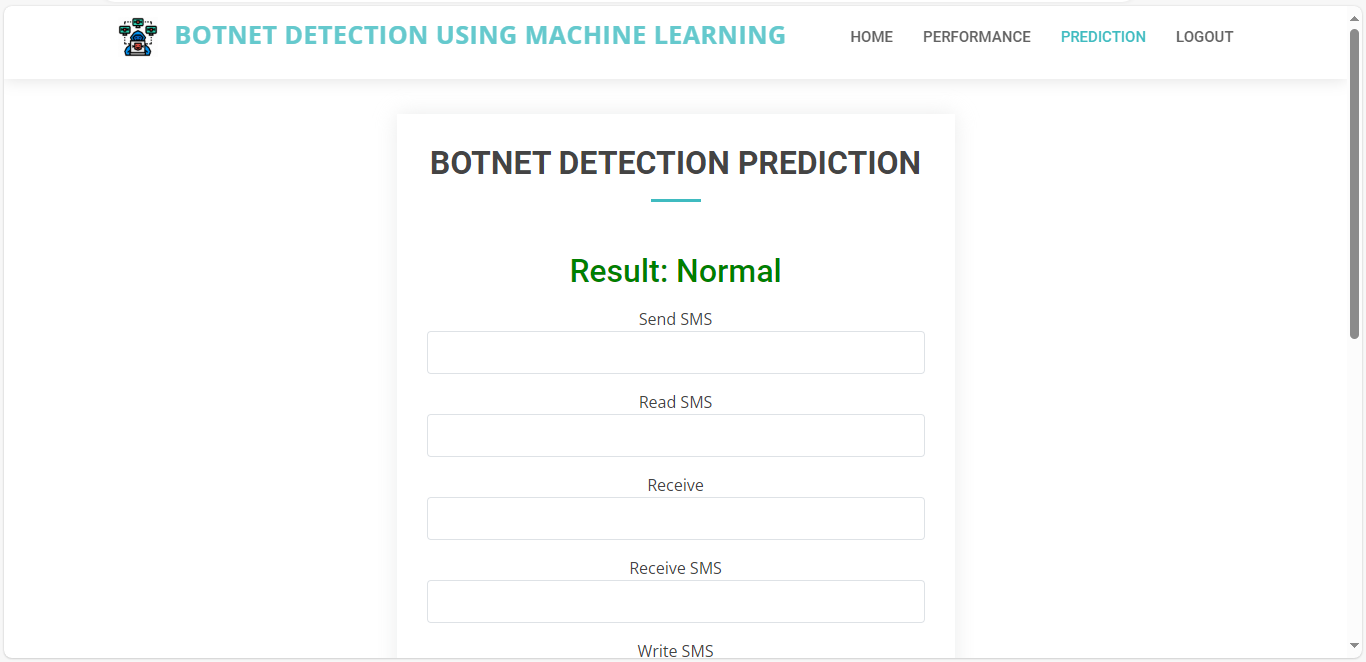 BOTNET DETECTION USING MACHINE LEARNING
HOME PERFORMANCE PREDICTION LOGOUT
BOTNET DETECTION PREDICTION
Result: Normal
Send SMS
Read SMS
Receive
Receive SMS
Write SMS